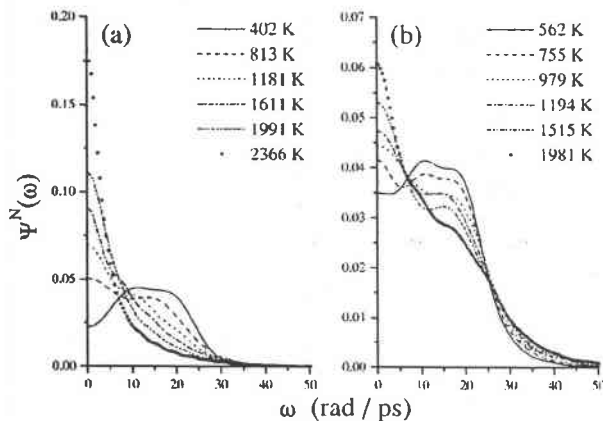 (a)
402 K
813 K
1181 K
1611 K
1991 K
2366 K
0.20
0.15
0.10
0.05
0.00
0 10 20 30 40
Ψᴺ(ω)
(b)
562 K
755 K
979 K
1194 K
1515 K
1981 K
0.07
0.06
0.05
0.04
0.03
0.02
0.01
0.00
0 10 20 30 40 50
ω (rad / ps)